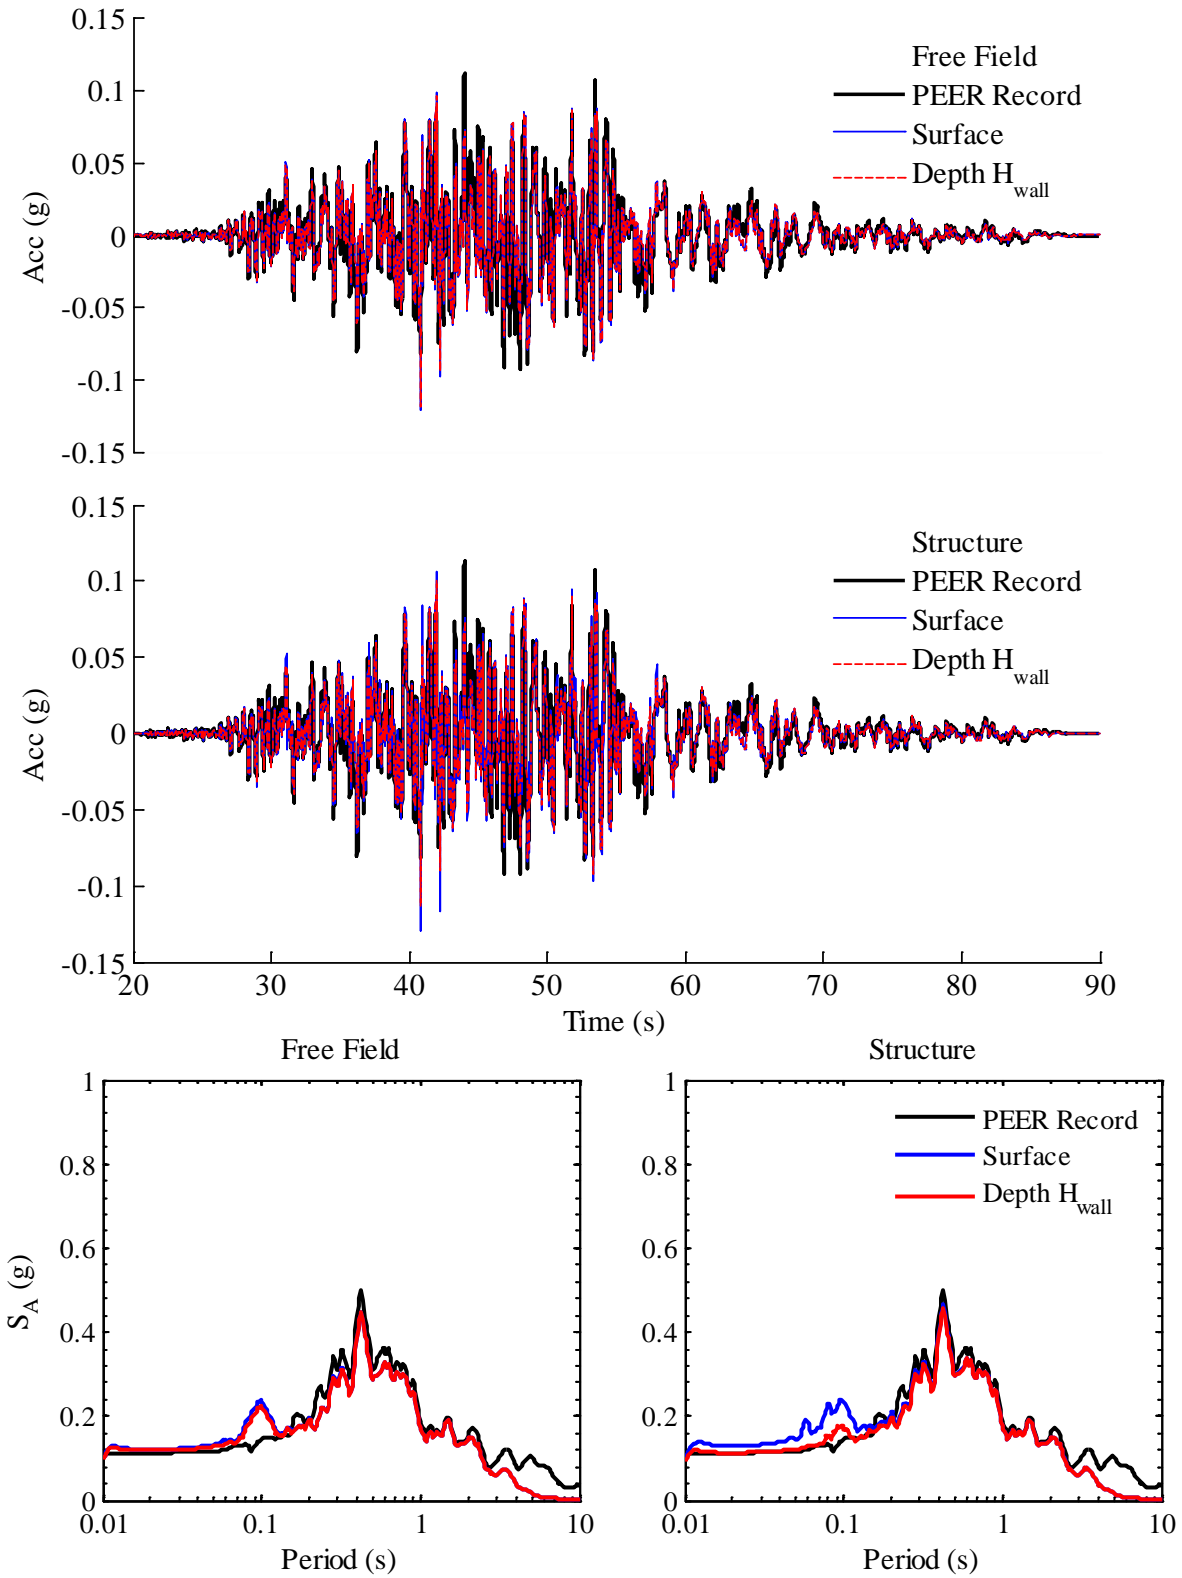 0.15
0.1
0.05
0
-0.05
-0.1
-0.15
Acc (g)
Free Field
PEER Record
Surface
Depth H wall
0.15
0.1
0.05
0
-0.05
-0.1
-0.15
Acc (g)
Structure
PEER Record
Surface
Depth H wall
20 30 40 50 60 70 80 90
Time (s)
Free Field
1
0.8
0.6
0.4
0.2
0
S A (g)
0.01 0.1 1 10
Period (s)
Structure
1
0.8
0.6
0.4
0.2
0
PEER Record
Surface
Depth H wall
0.01 0.1 1 10
Period (s)